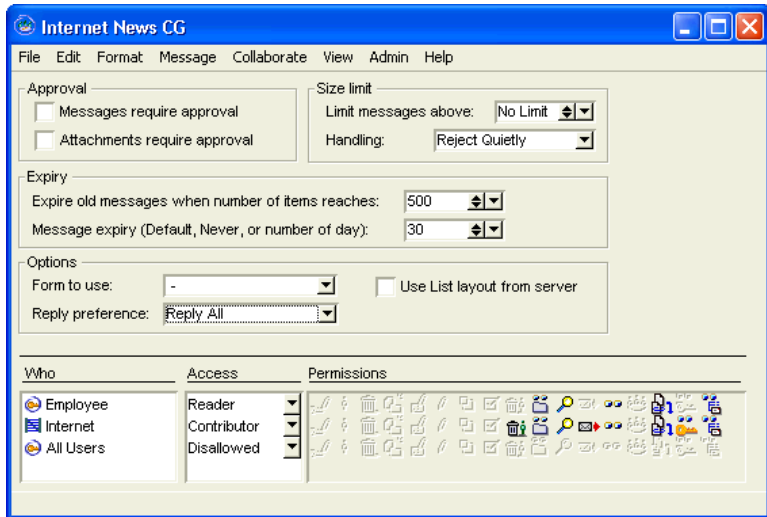 Internet News CG
File Edit Format Message Collaborate View Admin Help
Approval
Messages require approval
Attachments require approval
Size limit
Limit messages above: No Limit
Handling: Reject Quietly
Expiry
Expire old messages when number of items reaches: 500
Message expiry (Default, Never, or number of day): 30
Options
Form to use: -
Use List layout from server
Reply preference: Reply All
Who Access Permissions
Employee Reader
Internet Contributor
All Users Disallowed